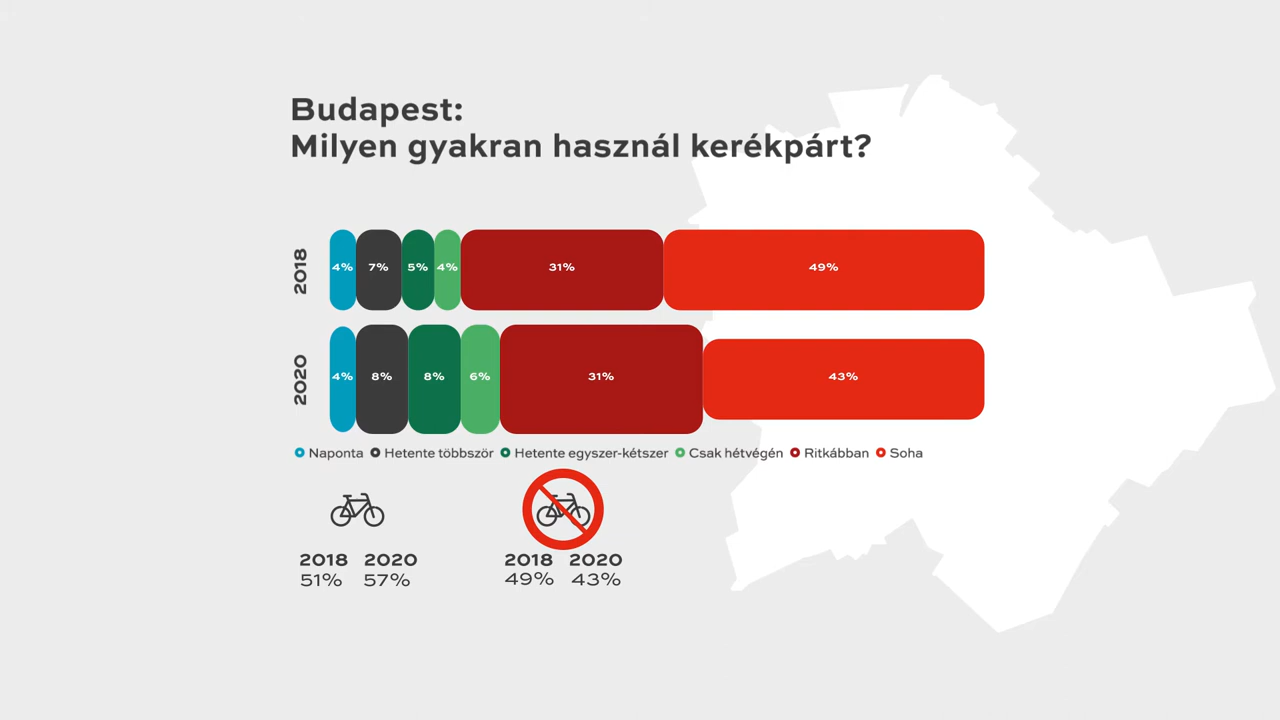 Budapest:
Milyen gyakran használ kerékpárt?
2018
4% 7% 5% 4% 31% 49%
2020
4% 8% 8% 6% 31% 43%
Naponta Hetente többször Hetente egyszer-kétszer Csak hétvégén Ritkábban Soha
2018 2020 2018 2020
51% 57% 49% 43%